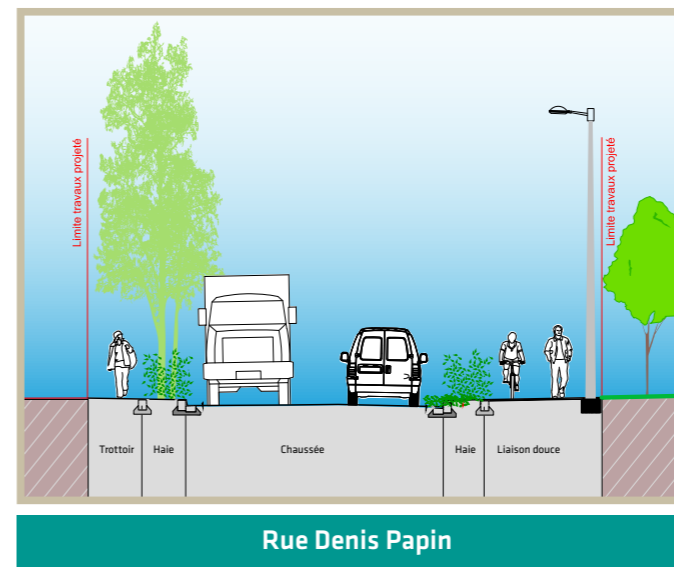 Limite travaux projeté
Limite travaux projeté
Trottoir
Haie
Chaussée
Haie
Liaison douce
Rue Denis Papin